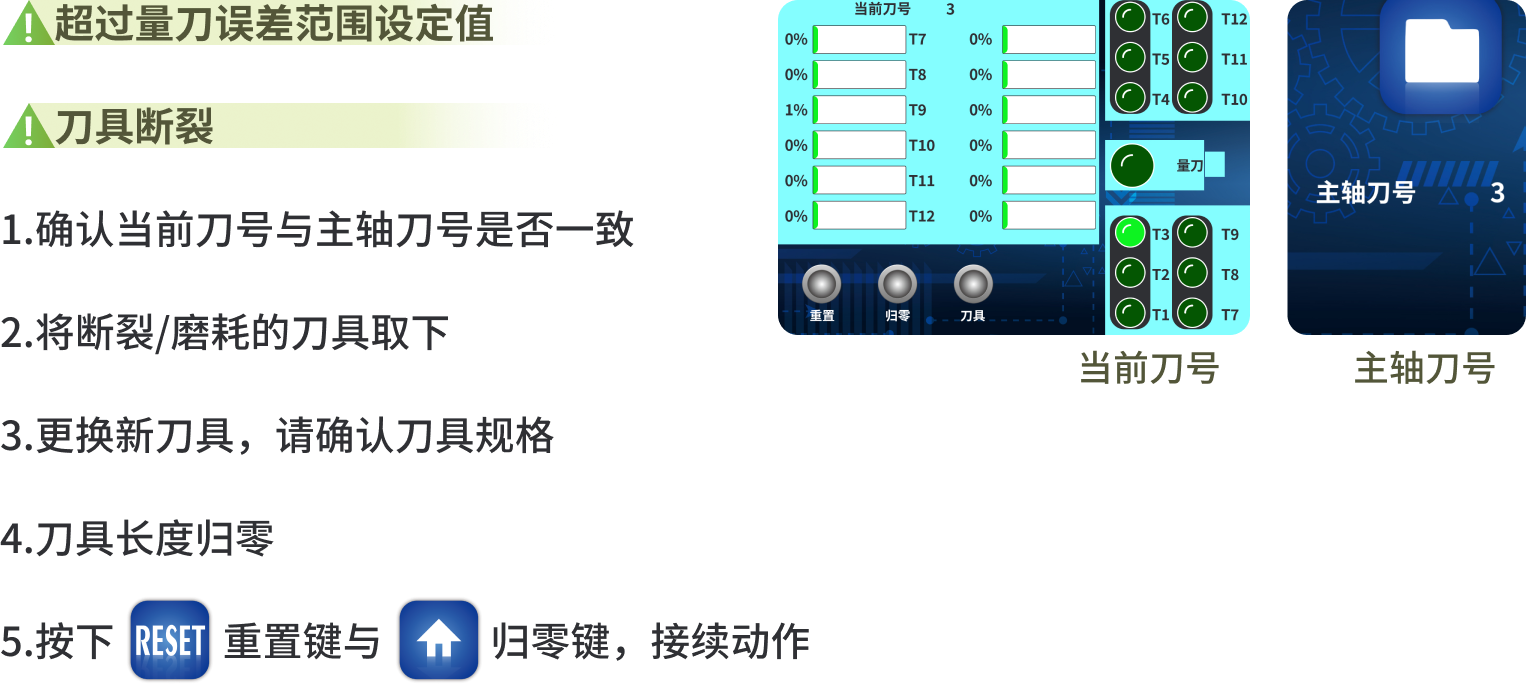 超过量刀误差范围设定值
刀具断裂
1.确认当前刀号与主轴刀号是否一致
2.将断裂/磨耗的刀具取下
3.更换新刀具，请确认刀具规格
4.刀具长度归零
5.按下 RESET 重置键与 归零键，接续动作
当前刀号 3
0% T7 0%
0% T8 0%
1% T9 0%
0% T10 0%
0% T11 0%
0% T12 0%
重置 归零 刀具
T6 T12
T5 T11
T4 T10
量刀
T3 T9
T2 T8
T1 T7
当前刀号
主轴刀号 3
主轴刀号